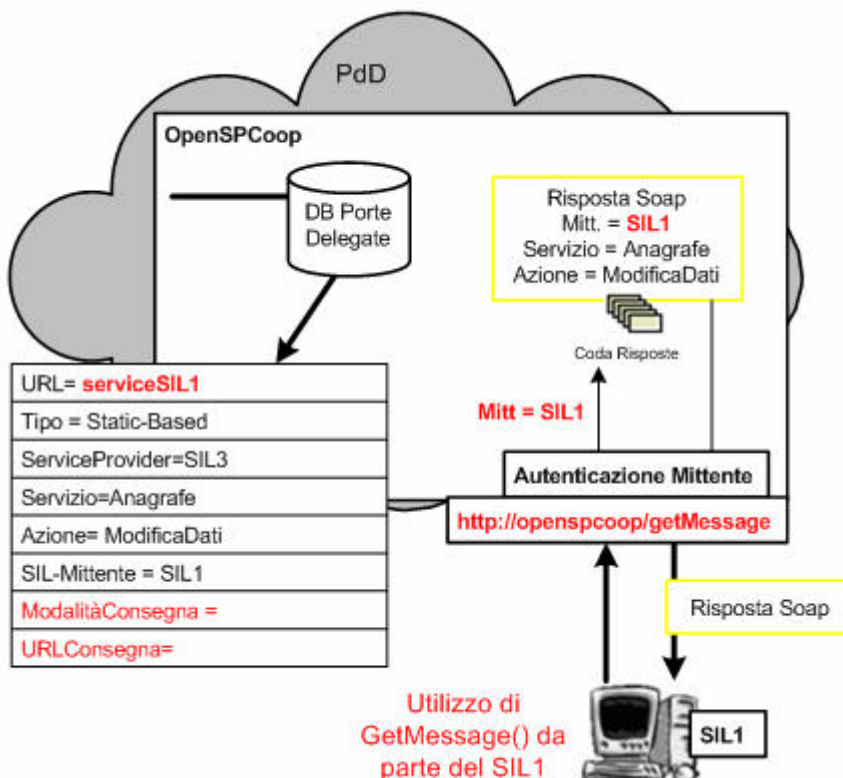 PdD
OpenSPCoop
DB Porte
Delegate
Risposta Soap
Mitt. = SIL1
Servizio = Anagrafe
Azione = ModificaDati
Coda Risposte
Mitt = SIL1
Autenticazione Mittente
http://openspcoop/getMessage
URL= serviceSIL1
Tipo = Static-Based
ServiceProvider=SIL3
Servizio=Anagrafe
Azione= ModificaDati
SIL-Mittente = SIL1
ModalitàConsegna =
URLConsegna=
Risposta Soap
Utilizzo di
GetMessage() da
parte del SIL1
SIL1